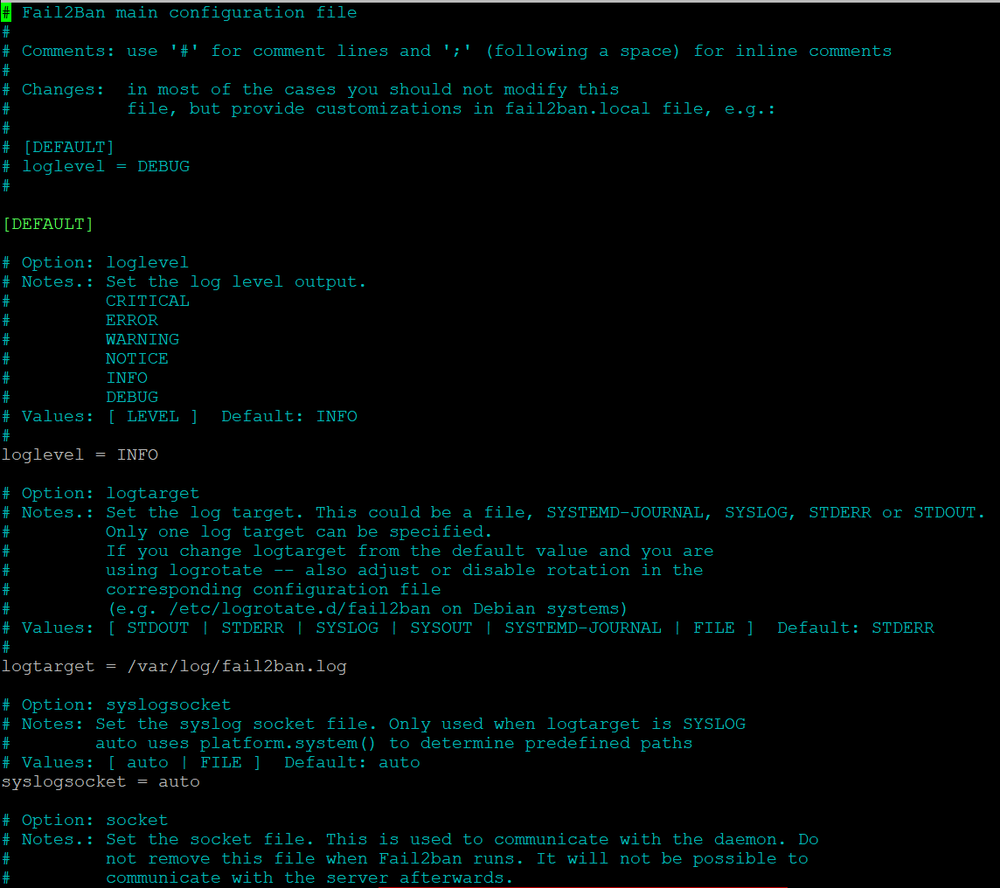 # Fail2Ban main configuration file
#
# Comments: use '#' for comment lines and ';' (following a space) for inline comments
#
# Changes:  in most of the cases you should not modify this
#           file, but provide customizations in fail2ban.local file, e.g.:
#
# [DEFAULT]
# loglevel = DEBUG
#

[DEFAULT]

# Option: loglevel
# Notes.: Set the log level output.
#         CRITICAL
#         ERROR
#         WARNING
#         NOTICE
#         INFO
#         DEBUG
# Values: [ LEVEL ]  Default: INFO
#
loglevel = INFO

# Option: logtarget
# Notes.: Set the log target. This could be a file, SYSTEMD-JOURNAL, SYSLOG, STDERR or STDOUT.
#         Only one log target can be specified.
#         If you change logtarget from the default value and you are
#         using logrotate -- also adjust or disable rotation in the
#         corresponding configuration file
#         (e.g. /etc/logrotate.d/fail2ban on Debian systems)
# Values: [ STDOUT | STDERR | SYSLOG | SYSOUT | SYSTEMD-JOURNAL | FILE ]  Default: STDERR
#
logtarget = /var/log/fail2ban.log

# Option: syslogsocket
# Notes: Set the syslog socket file. Only used when logtarget is SYSLOG
#        auto uses platform.system() to determine predefined paths
# Values: [ auto | FILE ]  Default: auto
syslogsocket = auto

# Option: socket
# Notes.: Set the socket file. This is used to communicate with the daemon. Do
#         not remove this file when Fail2ban runs. It will not be possible to
#         communicate with the server afterwards.